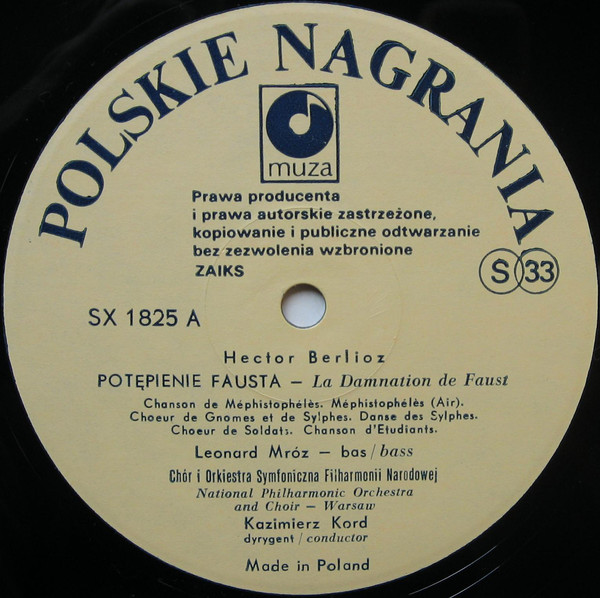 POLSKIE NAGRANIA
muza
Prawa producenta
i prawa autorskie zastrzeżone,
kopiowanie i publiczne odtwarzanie
bez zezwolenia wzbronione
ZAIKS
S 33
SX 1825 A
Hector Berlioz
POTĘPIENIE FAUSTA – La Damnation de Faust
Chanson de Méphistophélès. Méphistophélès (Air).
Choeur de Gnomes et de Sylphes. Danse des Sylphes.
Choeur de Soldats. Chanson d'Etudiants.
Leonard Mróz – bas / bass
Chór i Orkiestra Symfoniczna Filharmonii Narodowej
National Philharmonic Orchestra
and Choir – Warsaw
Kazimierz Kord
dyrygent / conductor
Made in Poland